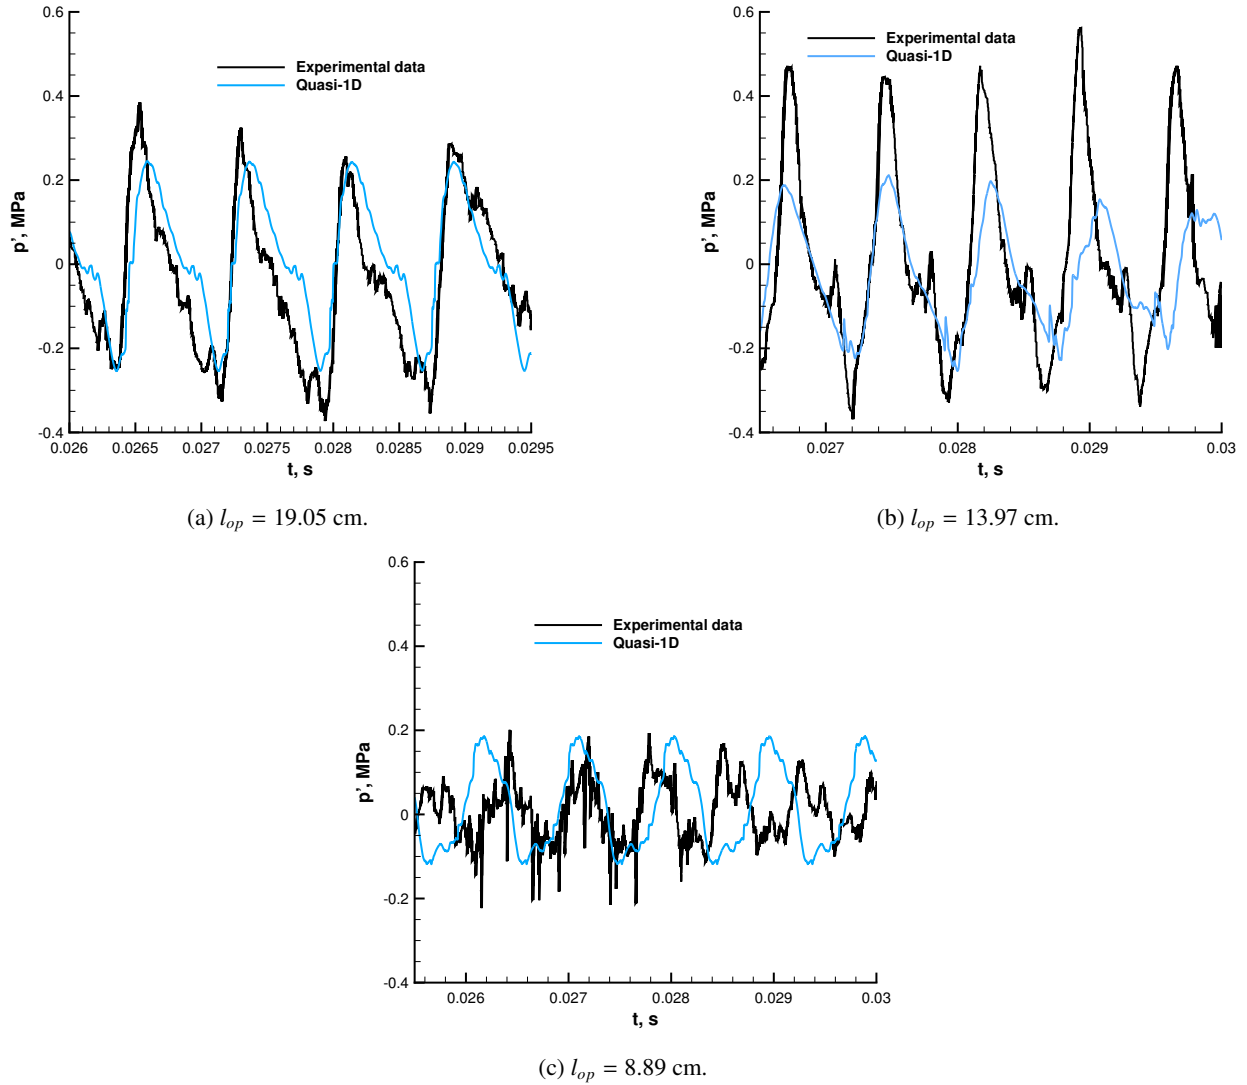 0.6
0.4
0.2
0
-0.2
-0.4
p', MPa
Experimental data
Quasi-1D
0.026 0.0265 0.027 0.0275 0.028 0.0285 0.029 0.0295
t, s
(a) l_op = 19.05 cm.
0.6
0.4
0.2
0
-0.2
-0.4
p', MPa
Experimental data
Quasi-1D
0.027 0.028 0.029 0.03
t, s
(b) l_op = 13.97 cm.
0.6
0.4
0.2
0
-0.2
-0.4
p', MPa
Experimental data
Quasi-1D
0.026 0.027 0.028 0.029 0.03
t, s
(c) l_op = 8.89 cm.